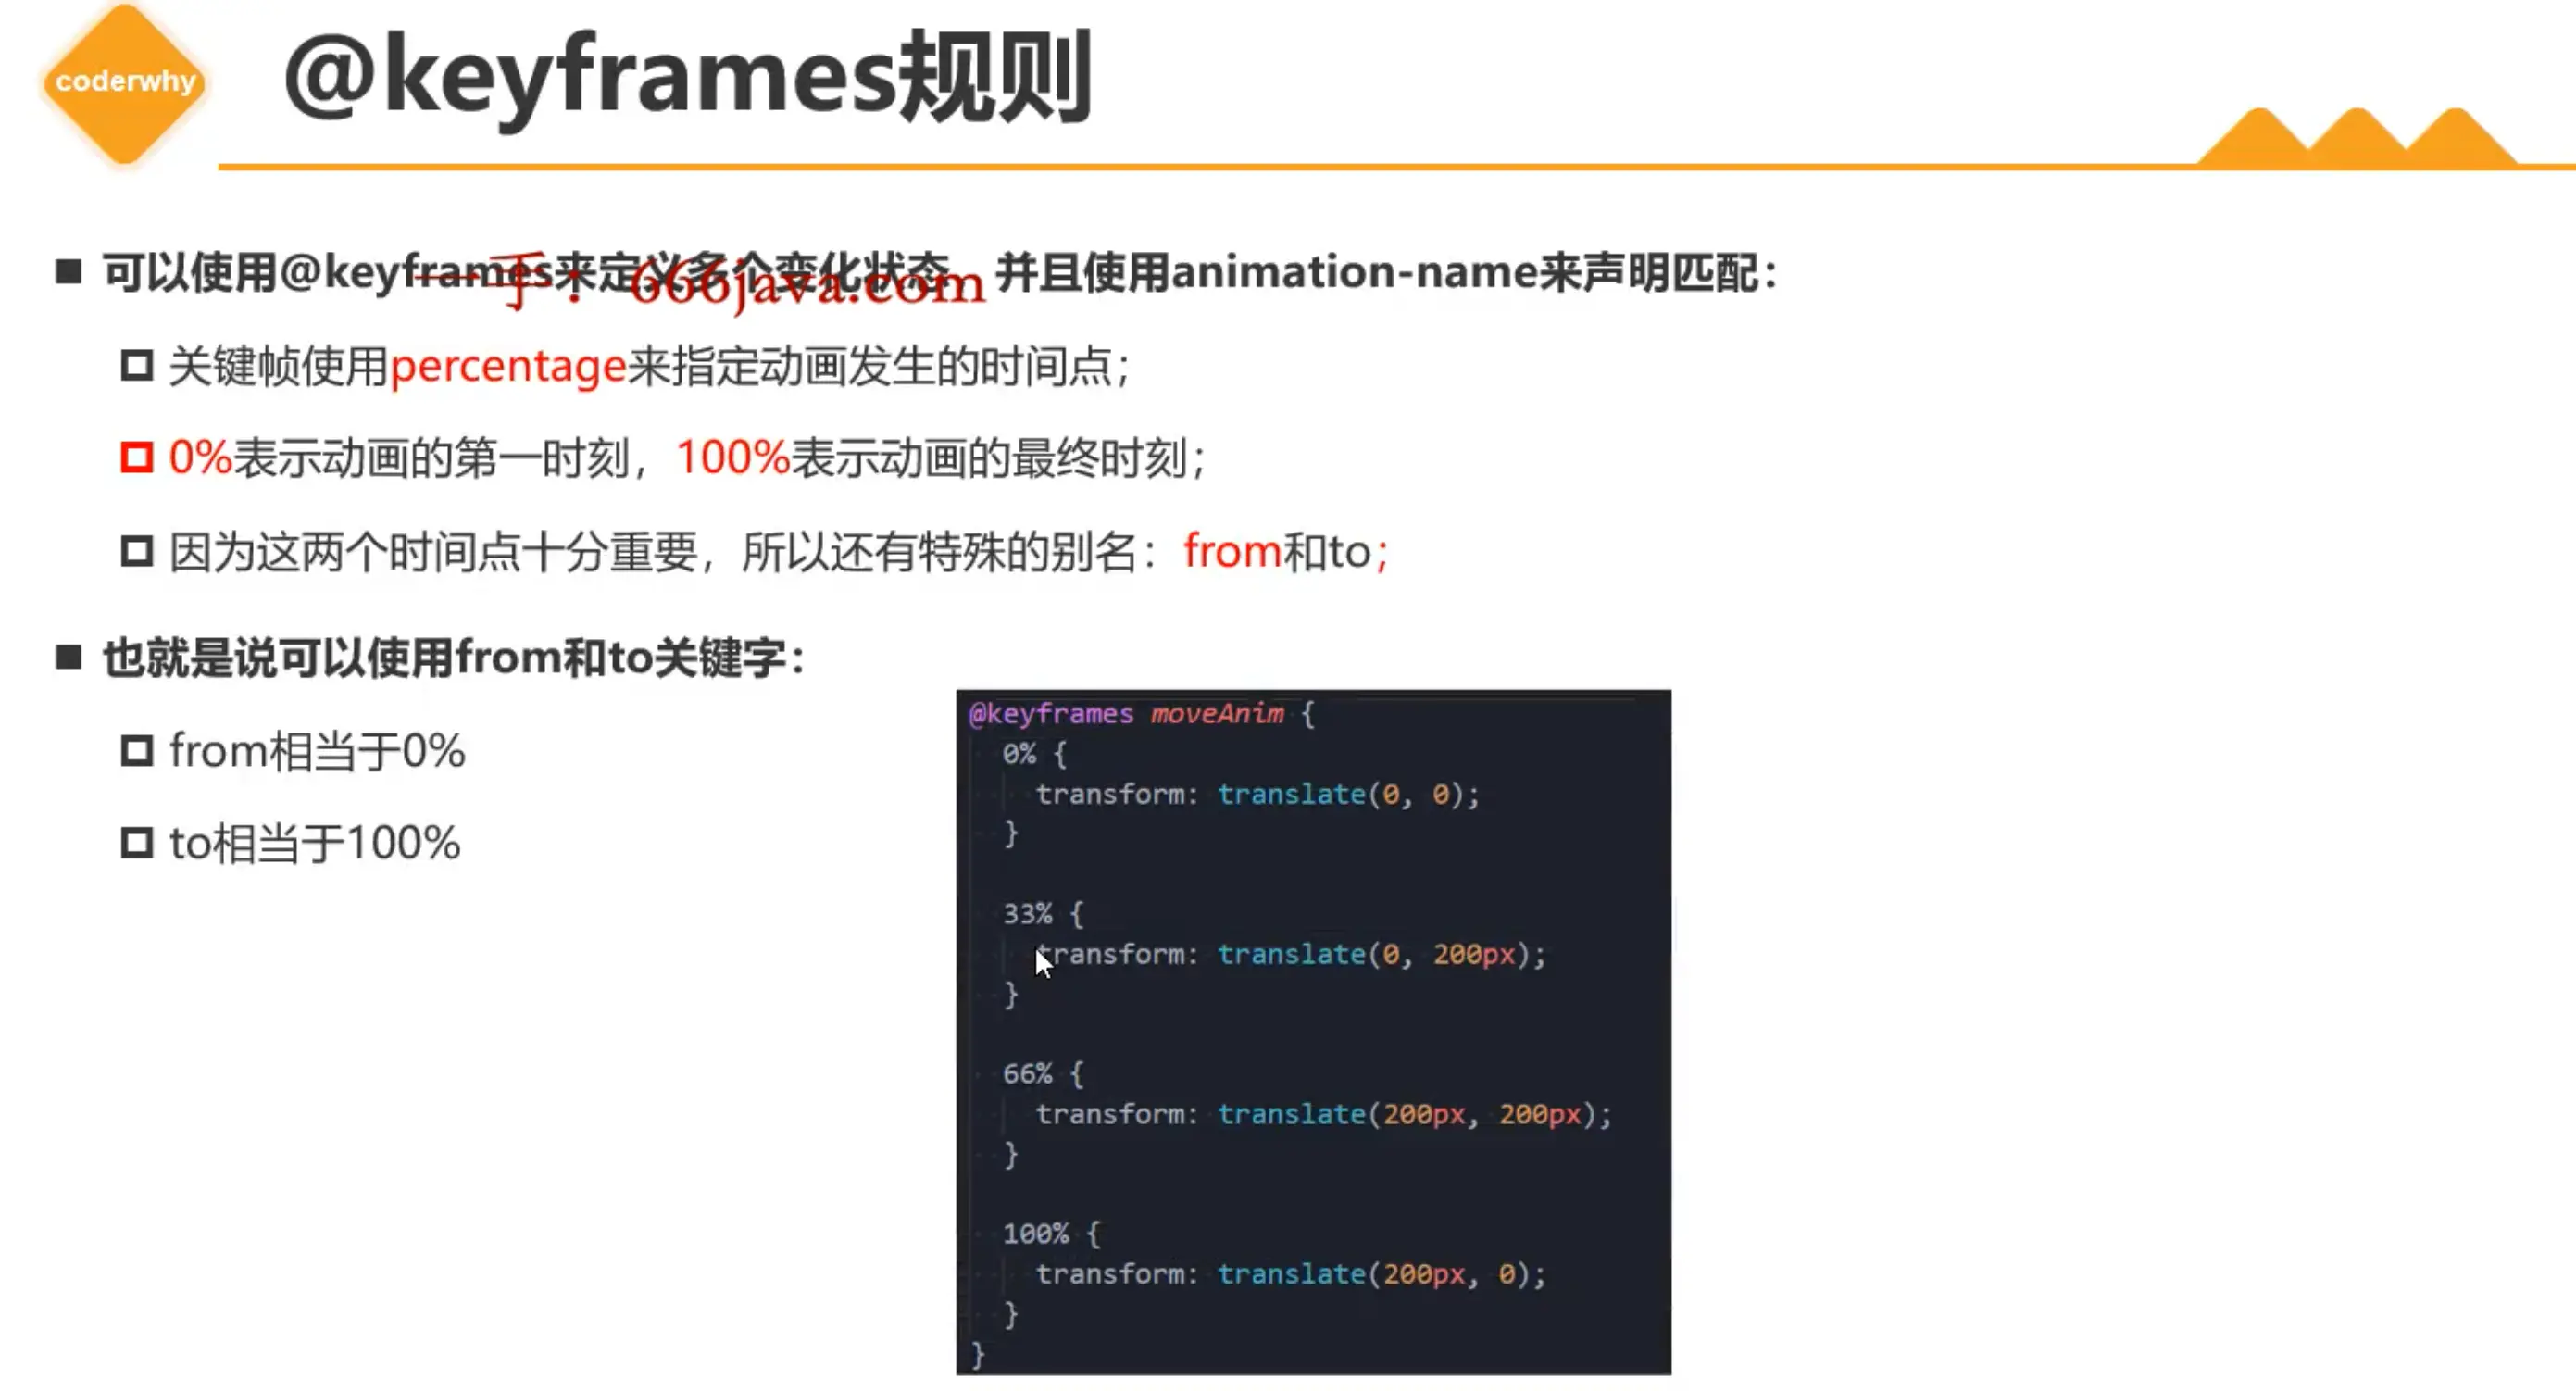 coderwhy
@keyframes规则
可以使用@keyframes来定义多个变化状态，并且使用animation-name来声明匹配：
一手：666java.com
关键帧使用percentage来指定动画发生的时间点；
0%表示动画的第一时刻，100%表示动画的最终时刻；
因为这两个时间点十分重要，所以还有特殊的别名：from和to；
也就是说可以使用from和to关键字：
from相当于0%
to相当于100%
@keyframes moveAnim {
0% {
transform: translate(0, 0);
}
33% {
transform: translate(0, 200px);
}
66% {
transform: translate(200px, 200px);
}
100% {
transform: translate(200px, 0);
}
}